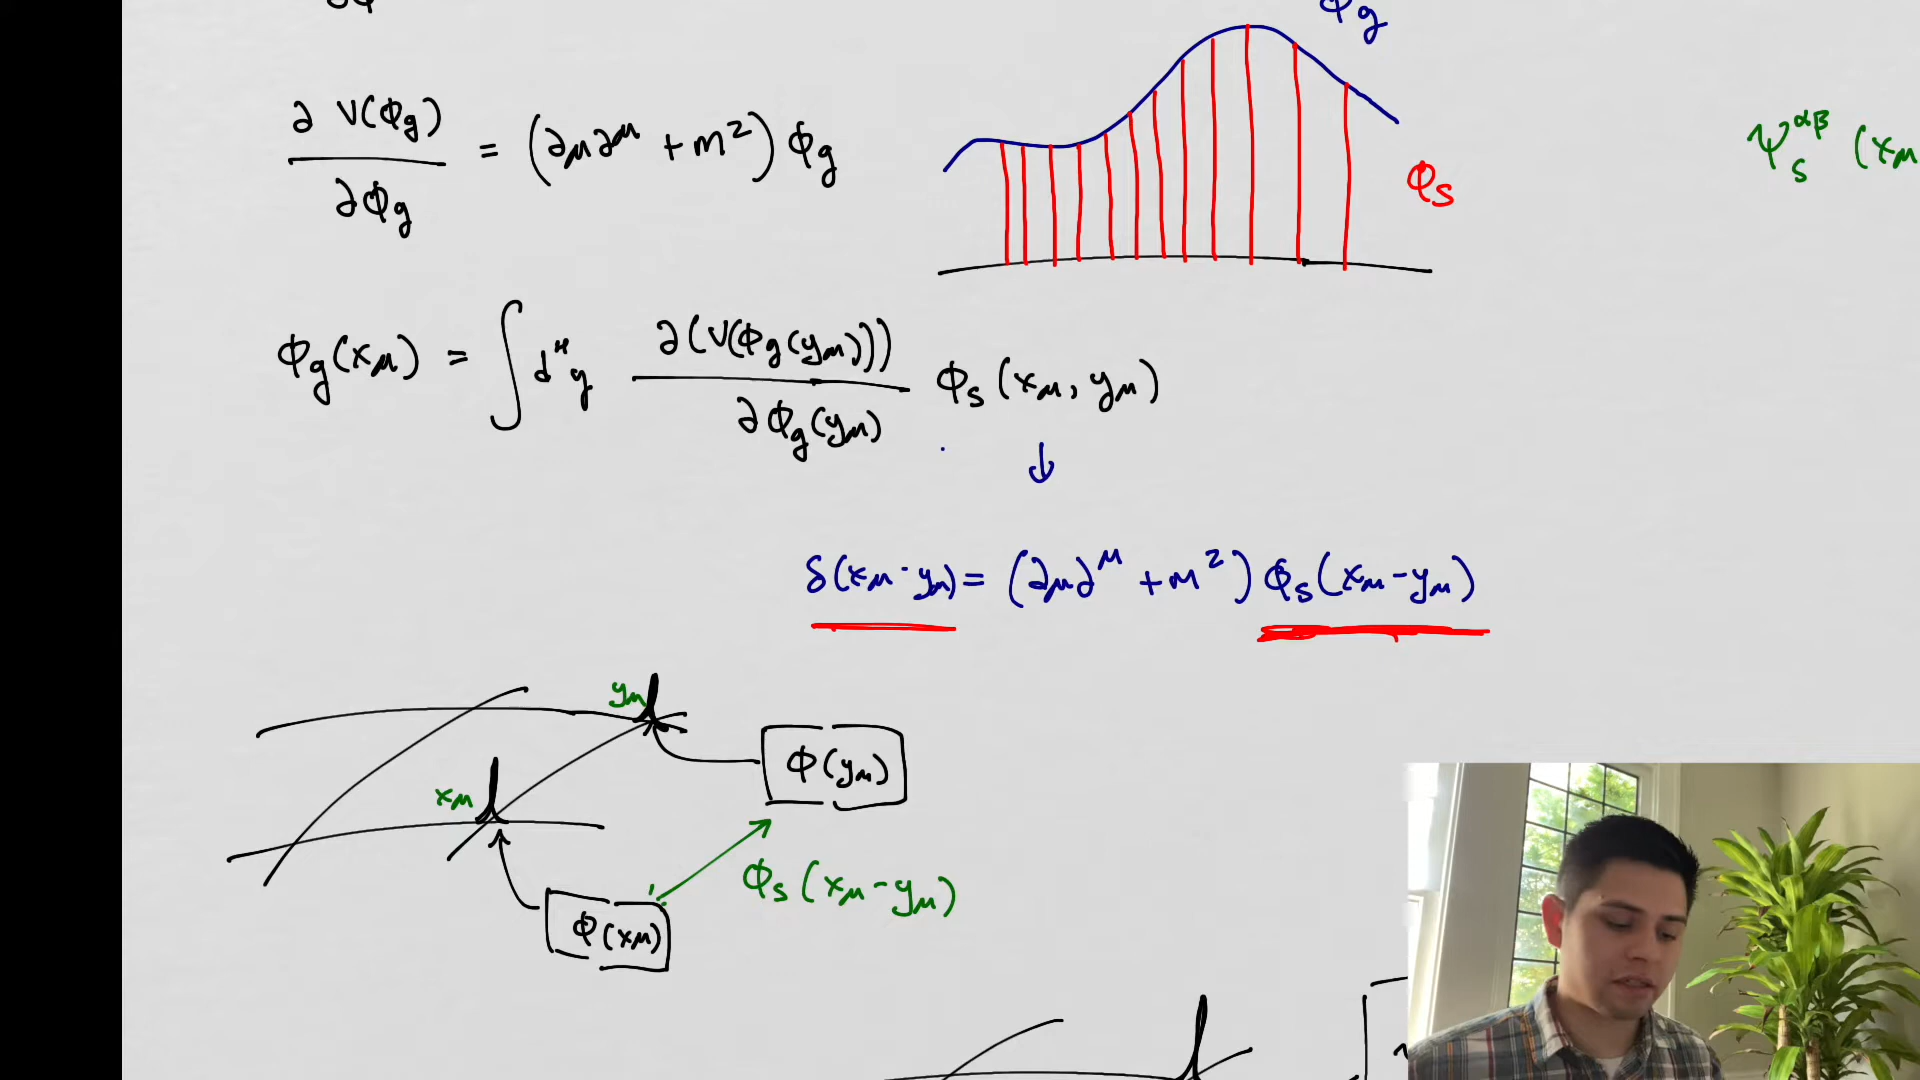 ϕg
∂V(ϕg) / ∂ϕg = (∂μ∂^μ + m²) ϕg
ψ_S^{αβ} (xμ
ϕs
ϕg(xμ) = ∫ d⁴y ∂(V(ϕg(yμ))) / ∂ϕg(yμ) ϕs(xμ, yμ)
↓
δ(xμ - yμ) = (∂μ∂^μ + m²) ϕs(xμ - yμ)
yμ
ϕ(yμ)
xμ
ϕs(xμ - yμ)
ϕ(xμ)